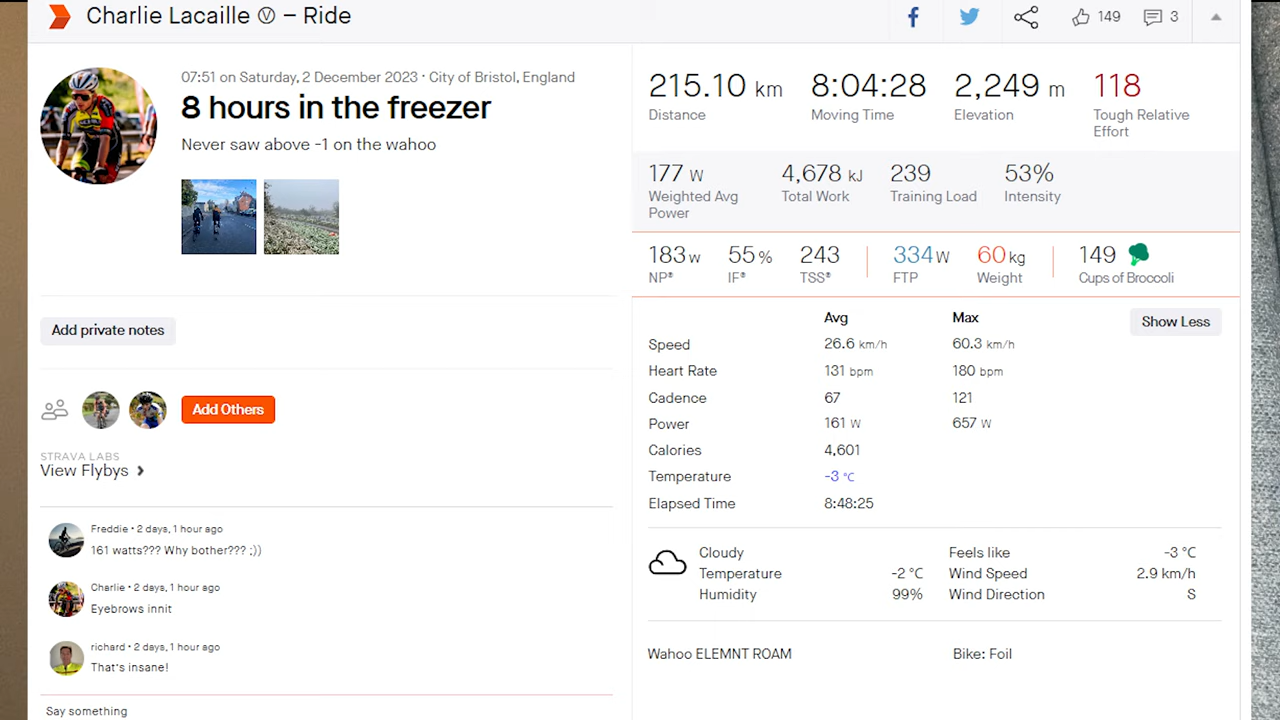 Charlie Lacaille Ⓥ – Ride
149
3
07:51 on Saturday, 2 December 2023 · City of Bristol, England
8 hours in the freezer
Never saw above -1 on the wahoo
Add private notes
Add Others
STRAVA LABS
View Flybys
Freddie • 2 days, 1 hour ago
161 watts??? Why bother??? ;))
Charlie • 2 days, 1 hour ago
Eyebrows innit
richard • 2 days, 1 hour ago
That's insane!
Say something
215.10 km 8:04:28 2,249 m 118
Distance Moving Time Elevation Tough Relative
Effort
177 W 4,678 kJ 239 53%
Weighted Avg Total Work Training Load Intensity
Power
183 W 55 % 243 334 W 60 kg 149
NP® IF® TSS® FTP Weight Cups of Broccoli
Avg Max Show Less
Speed 26.6 km/h 60.3 km/h
Heart Rate 131 bpm 180 bpm
Cadence 67 121
Power 161 W 657 W
Calories 4,601
Temperature -3 °C
Elapsed Time 8:48:25
Cloudy Feels like -3 °C
Temperature -2 °C Wind Speed 2.9 km/h
Humidity 99% Wind Direction S
Wahoo ELEMNT ROAM Bike: Foil